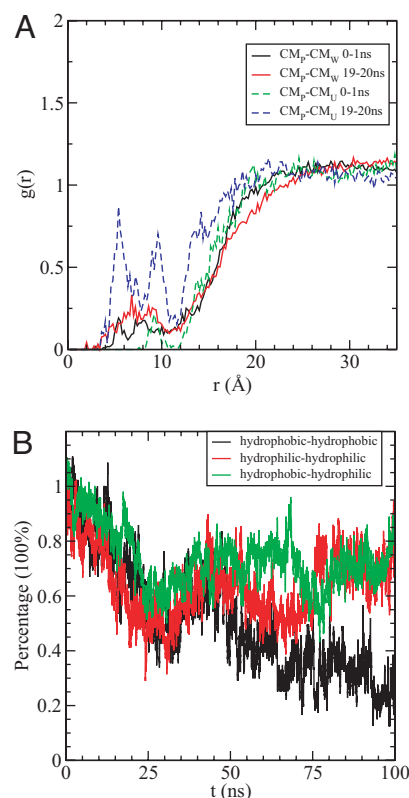 A
CMP-CMW 0-1ns
CMP-CMW 19-20ns
CMP-CMU 0-1ns
CMP-CMU 19-20ns
2
1.5
1
0.5
0
g(r)
0 10 20 30
r (Å)
B
hydrophobic-hydrophobic
hydrophilic-hydrophilic
hydrophobic-hydrophilic
1.2
1
0.8
0.6
0.4
0.2
Percentage (100%)
0 25 50 75 100
t (ns)